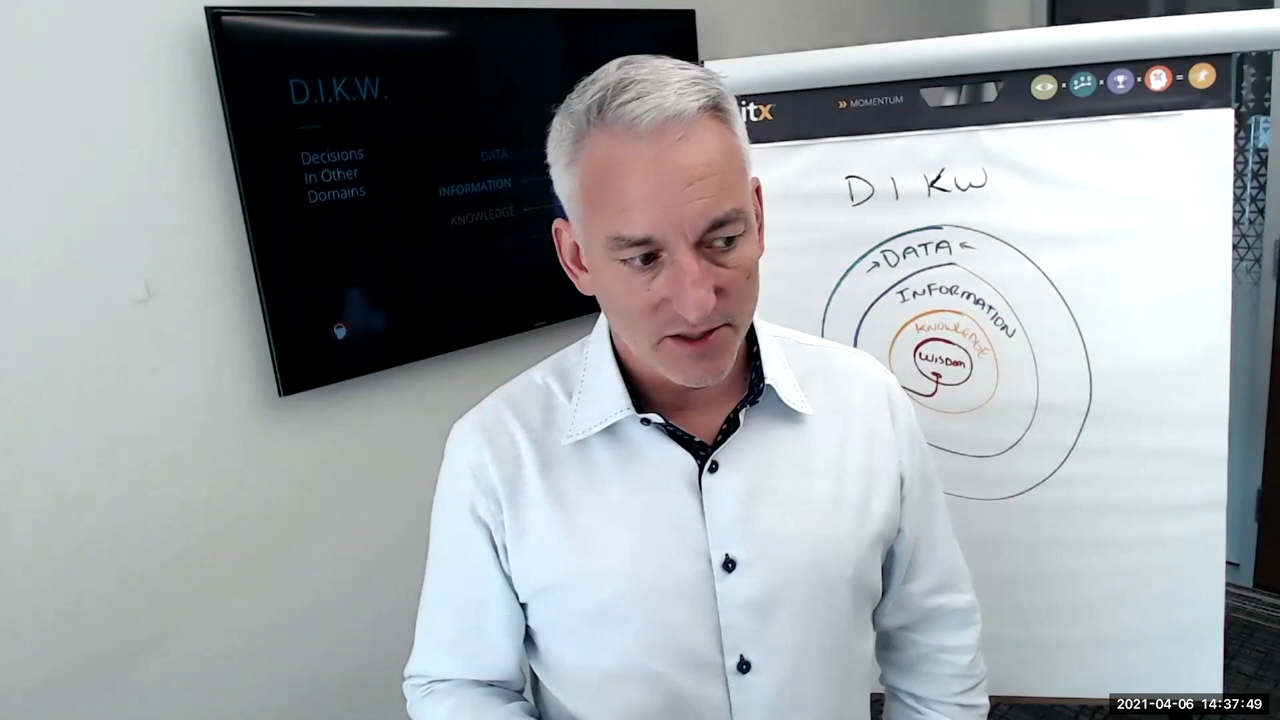 D.I.K.W.
Decisions
In Other
Domains
DATA
INFORMATION
KNOWLEDGE
itx
MOMENTUM
D I K W
DATA
INFORMATION
KNOWLEDGE
WISDOM
2021-04-06 14:37:49